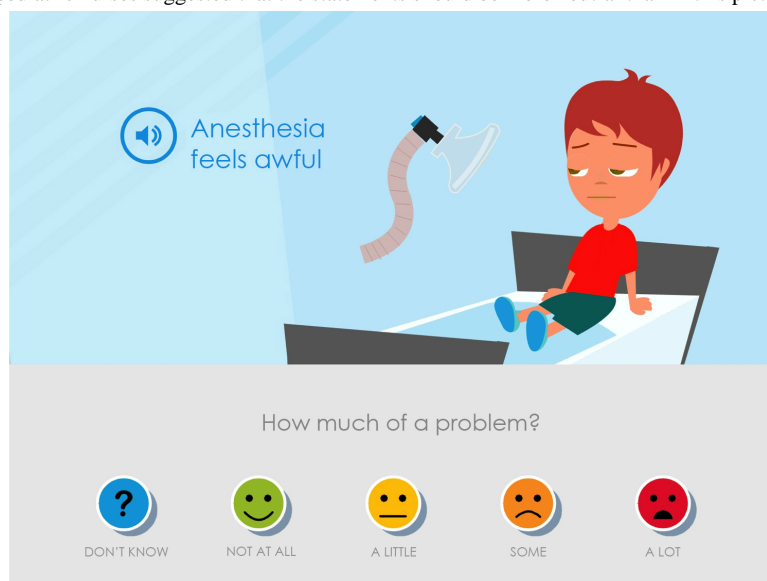 Anesthesia
feels awful
How much of a problem?
?
DON'T KNOW
NOT AT ALL
A LITTLE
SOME
A LOT